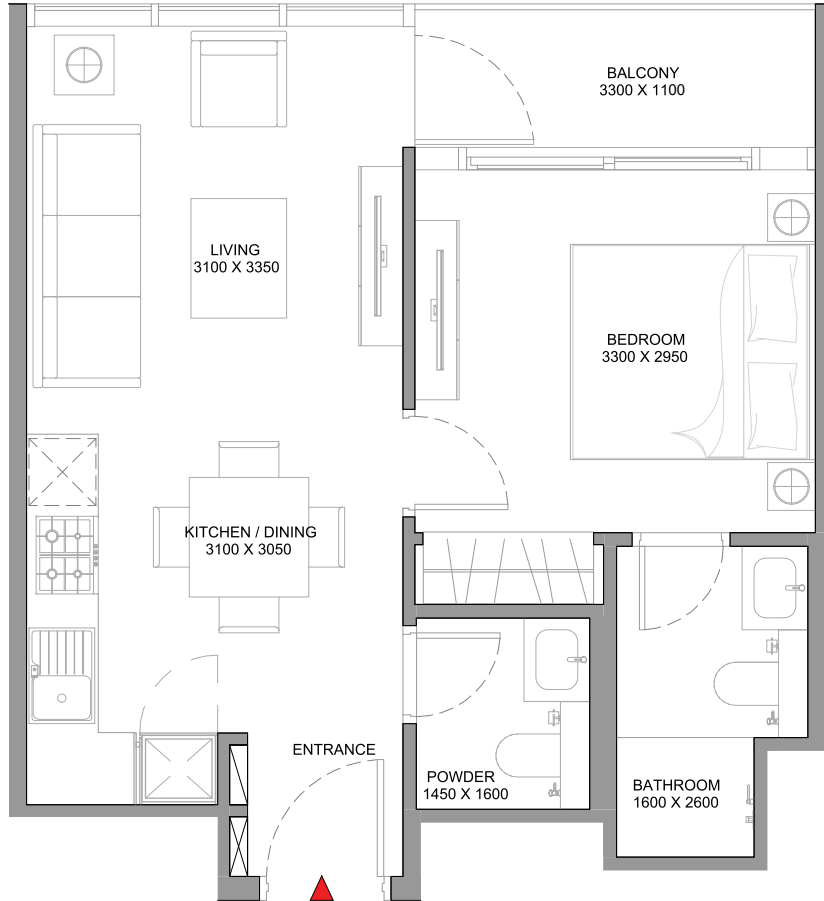 BALCONY
3300 X 1100
LIVING
3100 X 3350
BEDROOM
3300 X 2950
KITCHEN / DINING
3100 X 3050
ENTRANCE
POWDER
1450 X 1600
BATHROOM
1600 X 2600